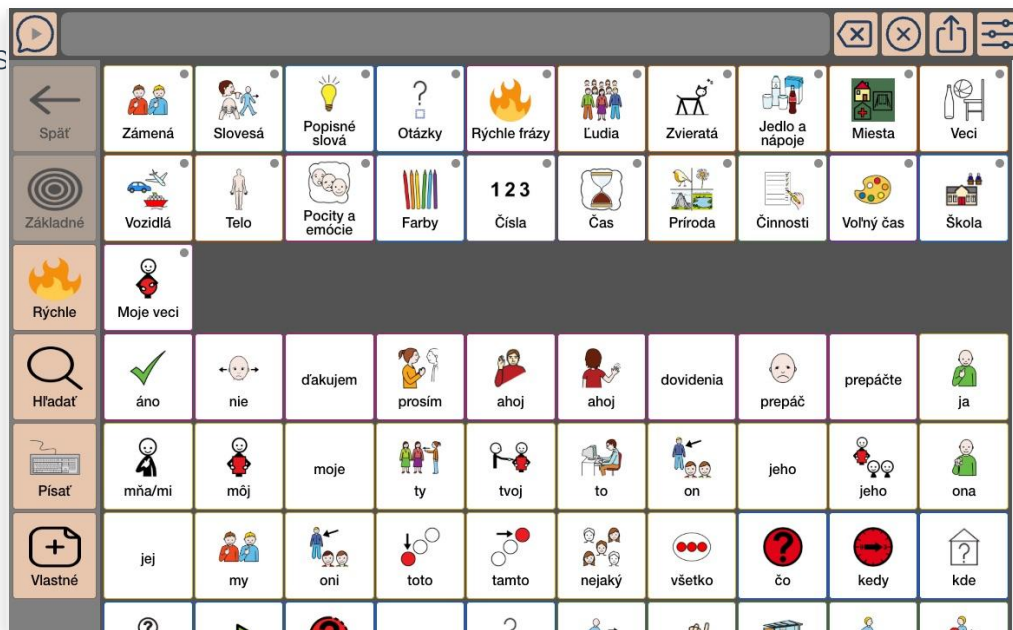 Späť
Zámená
Slovesá
Popisné
slová
?
Otázky
Rýchle frázy
Ľudia
Zvieratá
Jedlo a
nápoje
Miesta
Veci
Základné
Vozidlá
Telo
Pocity a
emócie
Farby
1 2 3
Čísla
Čas
Príroda
Činnosti
Voľný čas
Škola
Rýchle
Moje veci
Hľadať
áno
nie
ďakujem
prosím
ahoj
ahoj
dovidenia
prepáč
prepáčte
ja
Písať
mňa/mi
môj
moje
ty
tvoj
to
on
jeho
jeho
ona
Vlastné
jej
my
oni
toto
tamto
nejaký
všetko
?
čo
kedy
?
kde